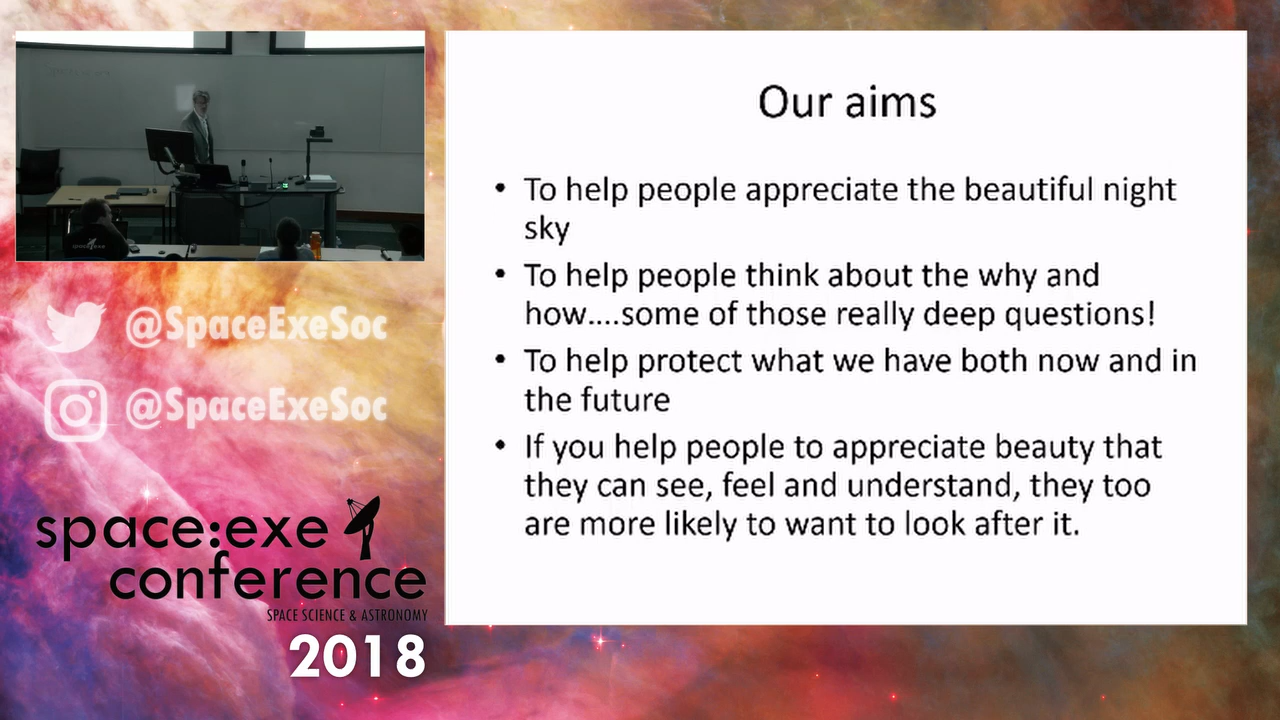 Our aims
• To help people appreciate the beautiful night
sky
• To help people think about the why and
how....some of those really deep questions!
• To help protect what we have both now and in
the future
• If you help people to appreciate beauty that
they can see, feel and understand, they too
are more likely to want to look after it.
@SpaceExeSoc
@SpaceExeSoc
space:exe
conference
SPACE SCIENCE & ASTRONOMY
2018
space:exe